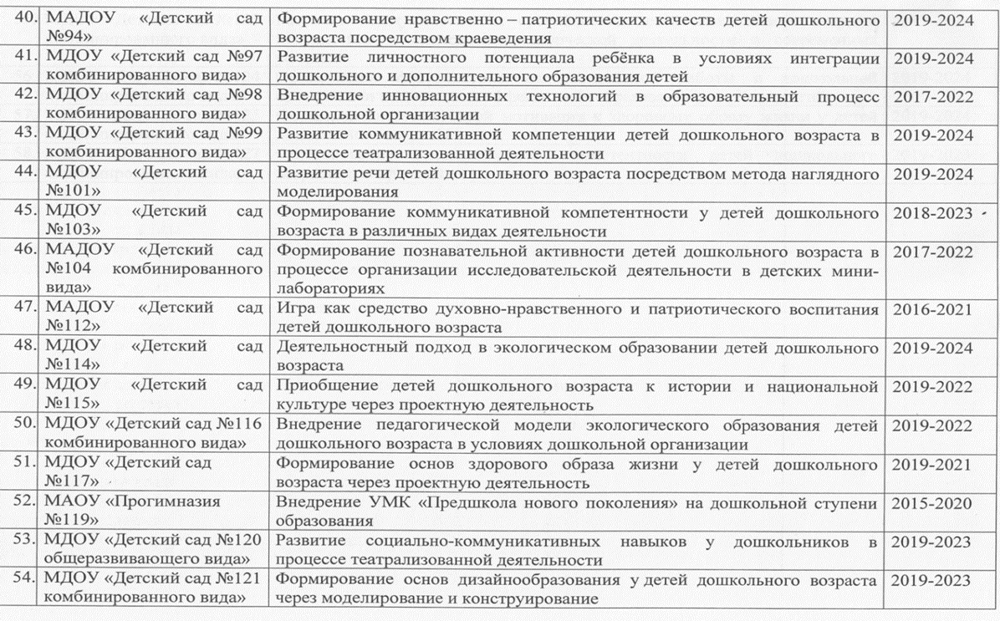 40. МАДОУ «Детский сад Формирование нравственно – патриотических качеств детей дошкольного 2019-2024
№94» возраста посредством краеведения
41. МДОУ «Детский сад №97 Развитие личностного потенциала ребёнка в условиях интеграции 2019-2024
комбинированного вида» дошкольного и дополнительного образования детей
42. МДОУ «Детский сад №98 Внедрение инновационных технологий в образовательный процесс 2017-2022
комбинированного вида» дошкольной организации
43. МДОУ «Детский сад №99 Развитие коммуникативной компетенции детей дошкольного возраста в 2019-2024
комбинированного вида» процессе театрализованной деятельности
44. МДОУ «Детский сад Развитие речи детей дошкольного возраста посредством метода наглядного 2019-2024
№101» моделирования
45. МДОУ «Детский сад Формирование коммуникативной компетентности у детей дошкольного 2018-2023
№103» возраста в различных видах деятельности
46. МАДОУ «Детский сад Формирование познавательной активности детей дошкольного возраста в 2017-2022
№104 комбинированного процессе организации исследовательской деятельности в детских мини-
вида» лабораториях
47. МАДОУ «Детский сад Игра как средство духовно-нравственного и патриотического воспитания 2016-2021
№112» детей дошкольного возраста
48. МДОУ «Детский сад Деятельностный подход в экологическом образовании детей дошкольного 2019-2024
№114» возраста
49. МДОУ «Детский сад Приобщение детей дошкольного возраста к истории и национальной 2019-2022
№115» культуре через проектную деятельность
50. МДОУ «Детский сад №116 Внедрение педагогической модели экологического образования детей 2019-2022
комбинированного вида» дошкольного возраста в условиях дошкольной организации
51. МДОУ «Детский сад Формирование основ здорового образа жизни у детей дошкольного 2019-2021
№117» возраста через проектную деятельность
52. МАОУ «Прогимназия Внедрение УМК «Предшкола нового поколения» на дошкольной ступени 2015-2020
№119» образования
53. МДОУ «Детский сад №120 Развитие социально-коммуникативных навыков у дошкольников в 2019-2023
общеразвивающего вида» процессе театрализованной деятельности
54. МДОУ «Детский сад №121 Формирование основ дизайнообразования у детей дошкольного возраста 2019-2023
комбинированного вида» через моделирование и конструирование